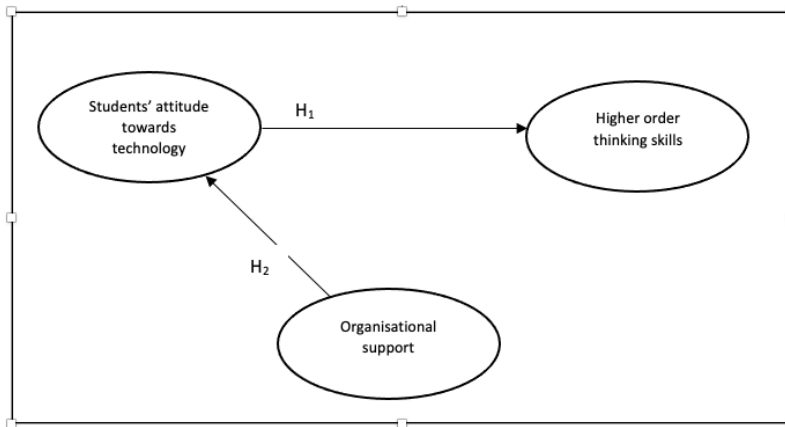 Students’ attitude
towards
technology
H₁
Higher order
thinking skills
H₂
Organisational
support